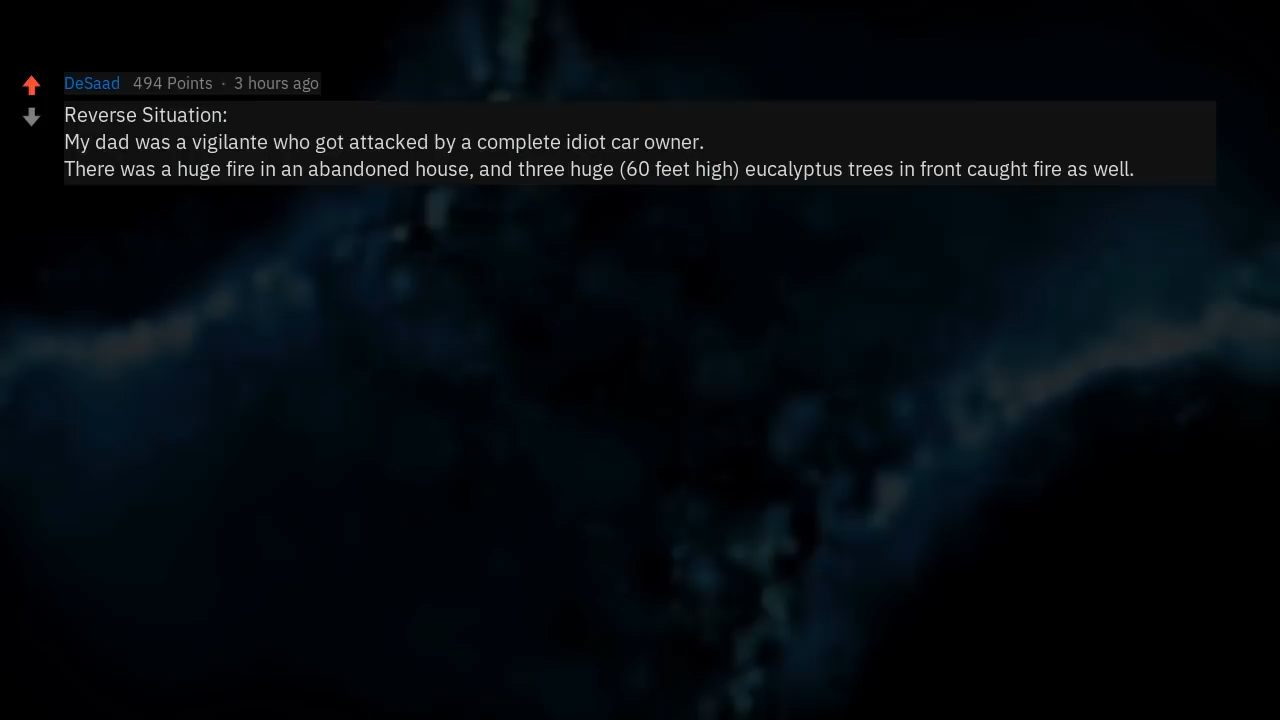 DeSaad 494 Points · 3 hours ago
Reverse Situation:
My dad was a vigilante who got attacked by a complete idiot car owner.
There was a huge fire in an abandoned house, and three huge (60 feet high) eucalyptus trees in front caught fire as well.